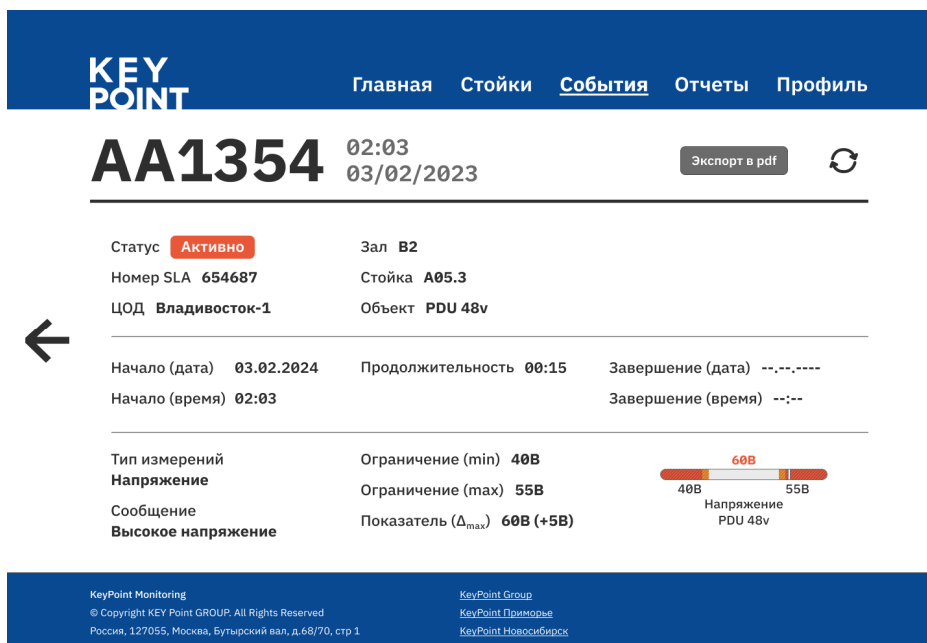 KEY
POINT
Главная Стойки События Отчеты Профиль
AA1354
02:03
03/02/2023
Экспорт в pdf
Статус Активно
Зал B2
Номер SLA 654687
Стойка A05.3
ЦОД Владивосток-1
Объект PDU 48v
Начало (дата) 03.02.2024
Продолжительность 00:15
Завершение (дата) --.--.----
Начало (время) 02:03
Завершение (время) --:--
Тип измерений
Напряжение
Сообщение
Высокое напряжение
Ограничение (min) 40В
Ограничение (max) 55В
Показатель (Δmax) 60В (+5В)
60В
40В 55В
Напряжение
PDU 48v
KeyPoint Monitoring
© Copyright KEY Point GROUP. All Rights Reserved
Россия, 127055, Москва, Бутырский вал, д.68/70, стр 1
KeyPoint Group
KeyPoint Приморье
KeyPoint Новосибирск